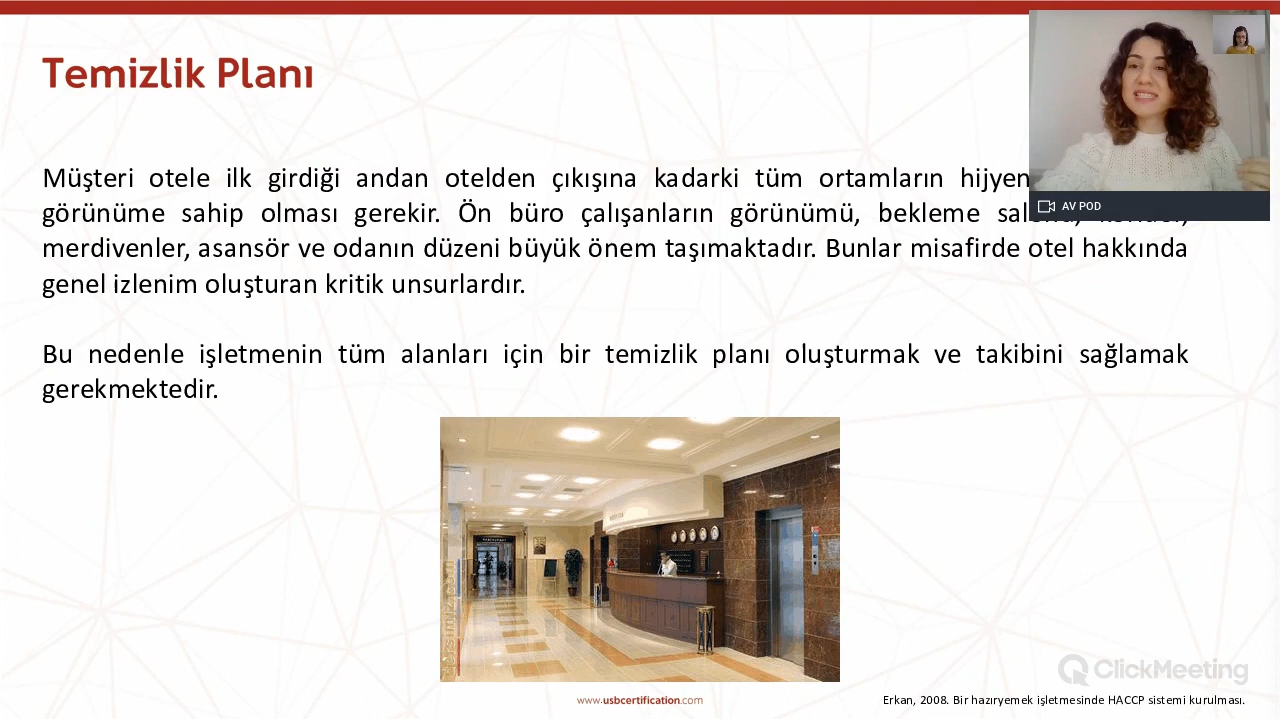 Temizlik Planı
Müşteri otele ilk girdiği andan otelden çıkışına kadarki tüm ortamların hijyen
görünüme sahip olması gerekir. Ön büro çalışanların görünümü, bekleme
merdivenler, asansör ve odanın düzeni büyük önem taşımaktadır. Bunlar misafirde otel hakkında
genel izlenim oluşturan kritik unsurlardır.
Bu nedenle işletmenin tüm alanları için bir temizlik planı oluşturmak ve takibini sağlamak
gerekmektedir.
AV POD
ClickMeeting
www.usbcertification.com
Erkan, 2008. Bir hazıryemek işletmesinde HACCP sistemi kurulması.